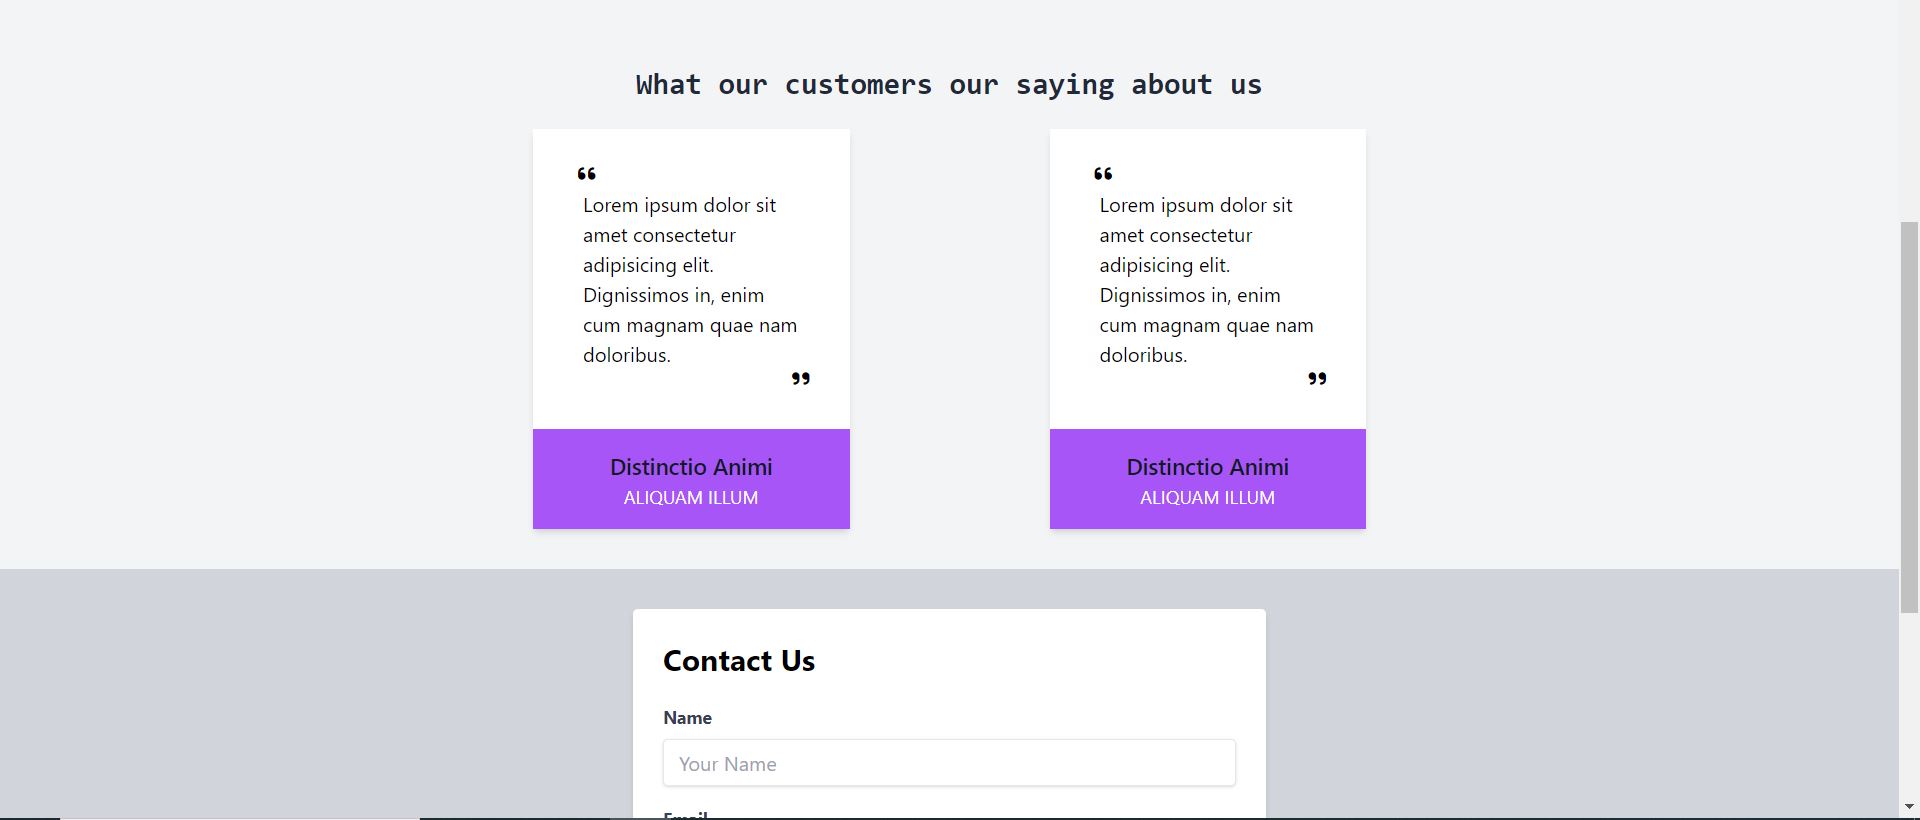 What our customers our saying about us
“
Lorem ipsum dolor sit
amet consectetur
adipisicing elit.
Dignissimos in, enim
cum magnam quae nam
doloribus.
”
Distinctio Animi
ALIQUAM ILLUM
“
Lorem ipsum dolor sit
amet consectetur
adipisicing elit.
Dignissimos in, enim
cum magnam quae nam
doloribus.
”
Distinctio Animi
ALIQUAM ILLUM
Contact Us
Name
Your Name
Email